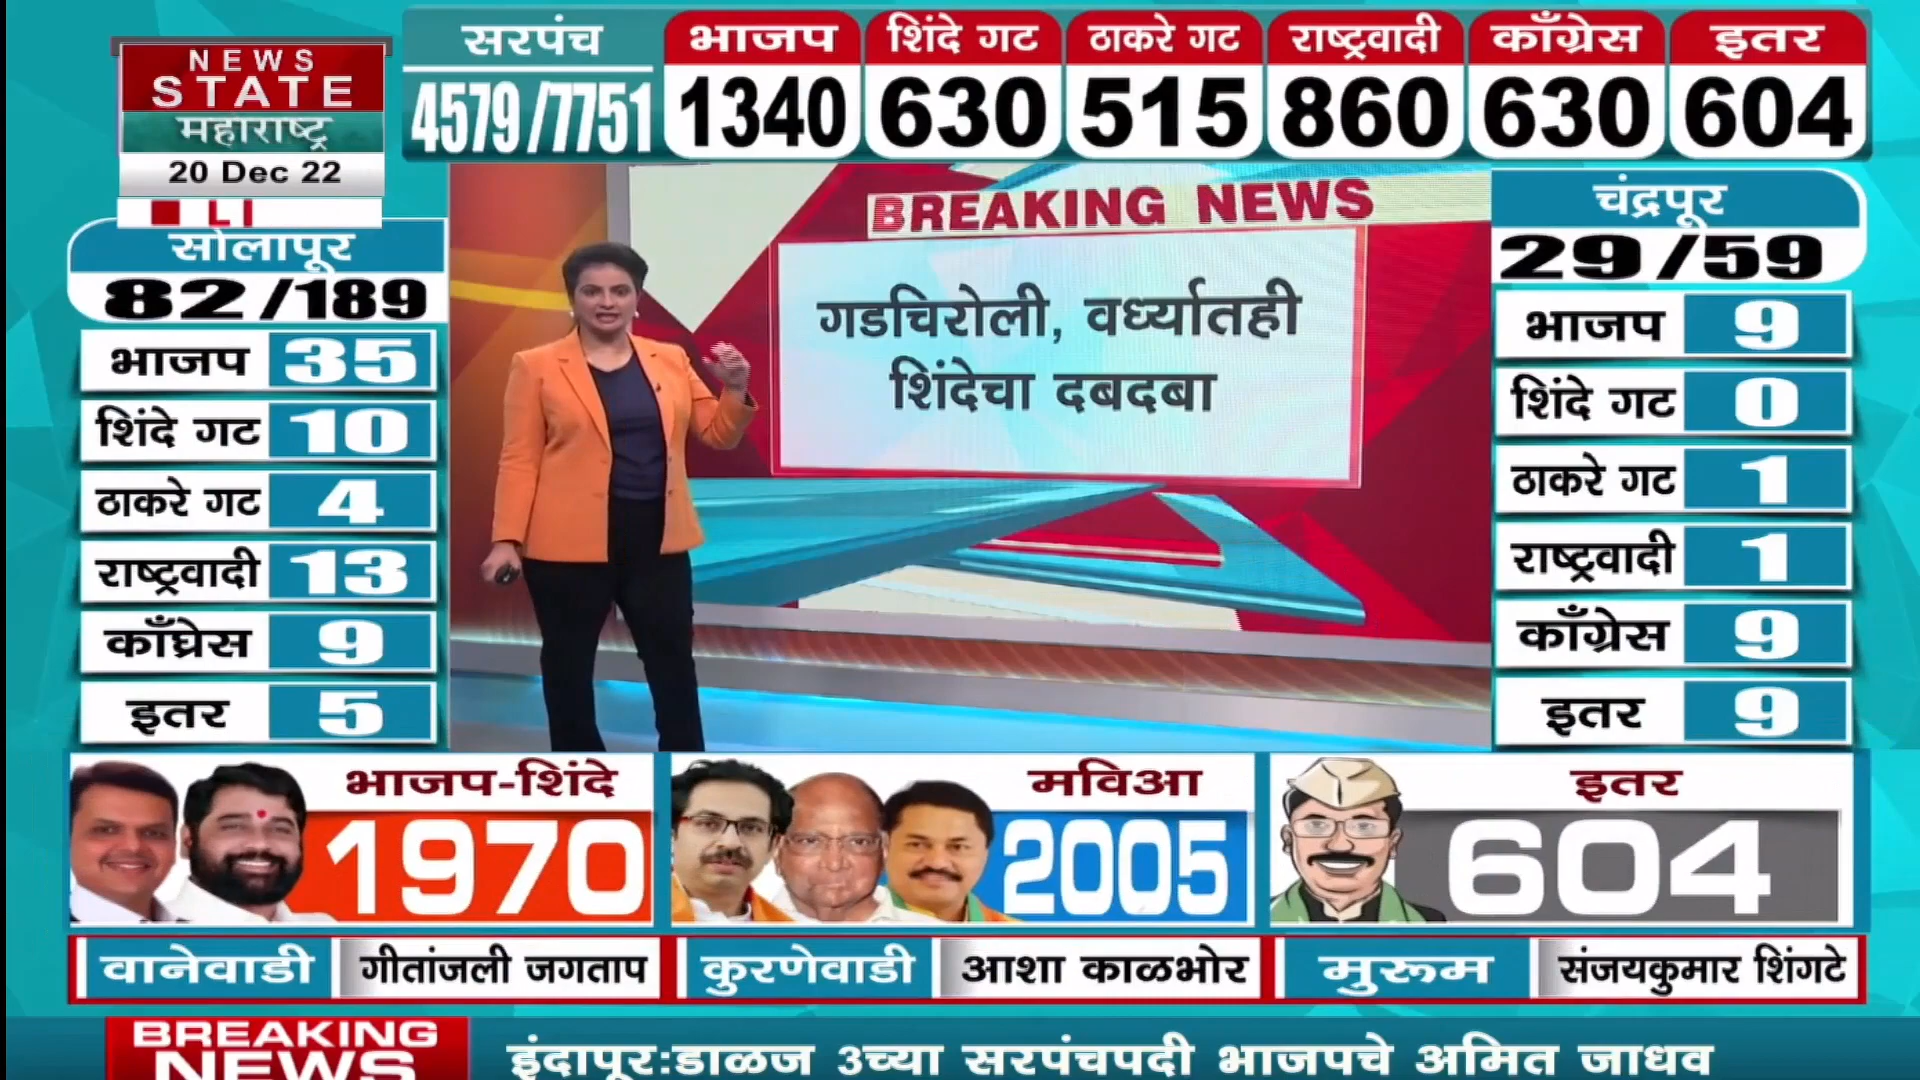 NEWS
STATE
महाराष्ट्र
20 Dec 22
LI
सरपंच
4579/7751
भाजप
1340
शिंदे गट
630
ठाकरे गट
515
राष्ट्रवादी
860
काँग्रेस
630
इतर
604
सोलापूर
82/189
भाजप 35
शिंदे गट 10
ठाकरे गट 4
राष्ट्रवादी 13
काँघ्रेस 9
इतर 5
BREAKING NEWS
गडचिरोली, वर्ध्यातही
शिंदेचा दबदबा
चंद्रपूर
29/59
भाजप 9
शिंदे गट 0
ठाकरे गट 1
राष्ट्रवादी 1
काँग्रेस 9
इतर 9
भाजप-शिंदे
1970
मविआ
2005
इतर
604
वानेवाडी गीतांजली जगताप
कुरणेवाडी आशा काळभोर
मुरूम संजयकुमार शिंगटे
BREAKING
NEWS
इंदापूर:डाळज 3च्या सरपंचपदी भाजपचे अमित जाधव